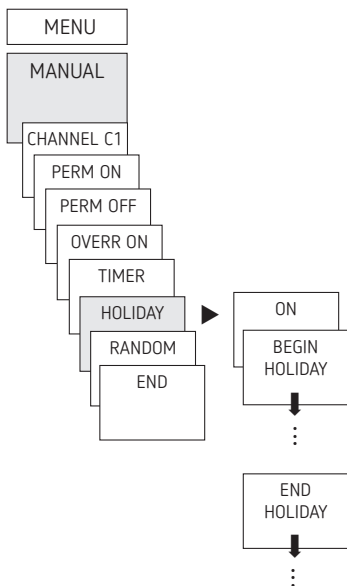 MENU
MANUAL
CHANNEL C1
PERM ON
PERM OFF
OVERR ON
TIMER
HOLIDAY
RANDOM
END
ON
BEGIN
HOLIDAY
END
HOLIDAY